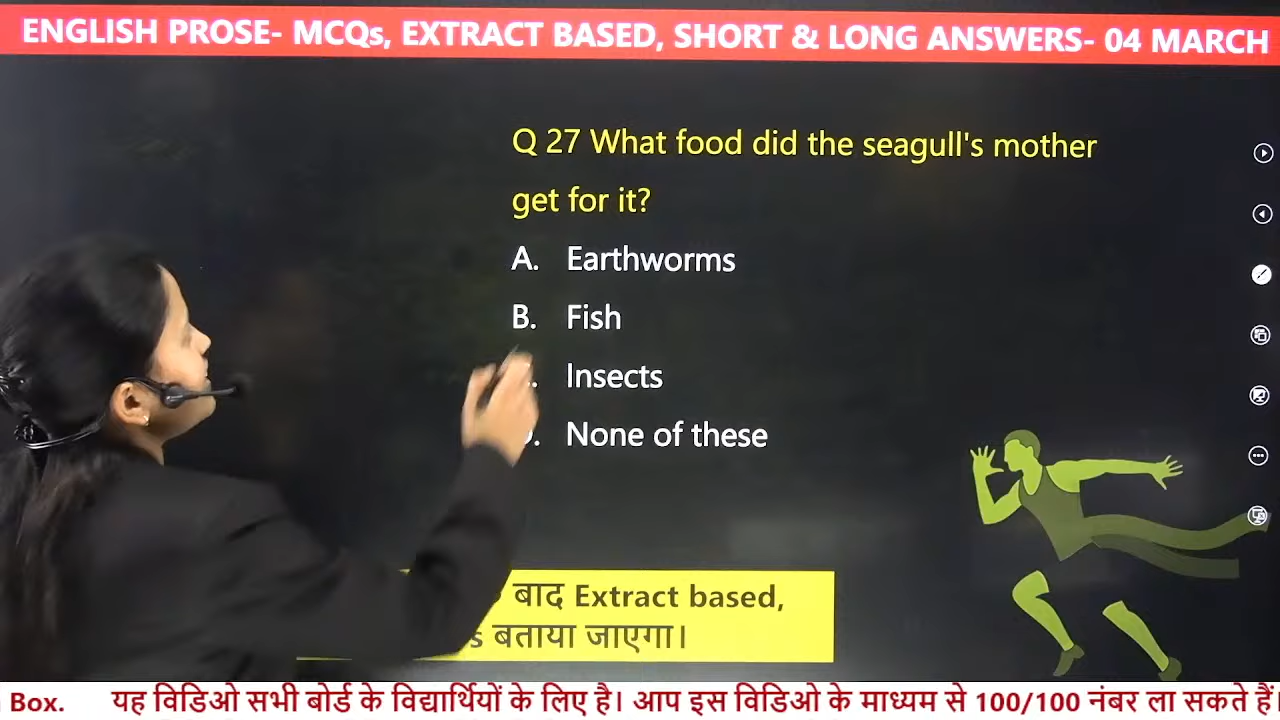 ENGLISH PROSE- MCQs, EXTRACT BASED, SHORT & LONG ANSWERS- 04 MARCH
Q 27 What food did the seagull's mother
get for it?
A. Earthworms
B. Fish
Insects
None of these
बाद Extract based,
बताया जाएगा।
Box. यह विडिओ सभी बोर्ड के विद्यार्थियों के लिए है। आप इस विडिओ के माध्यम से 100/100 नंबर ला सकते हैं।